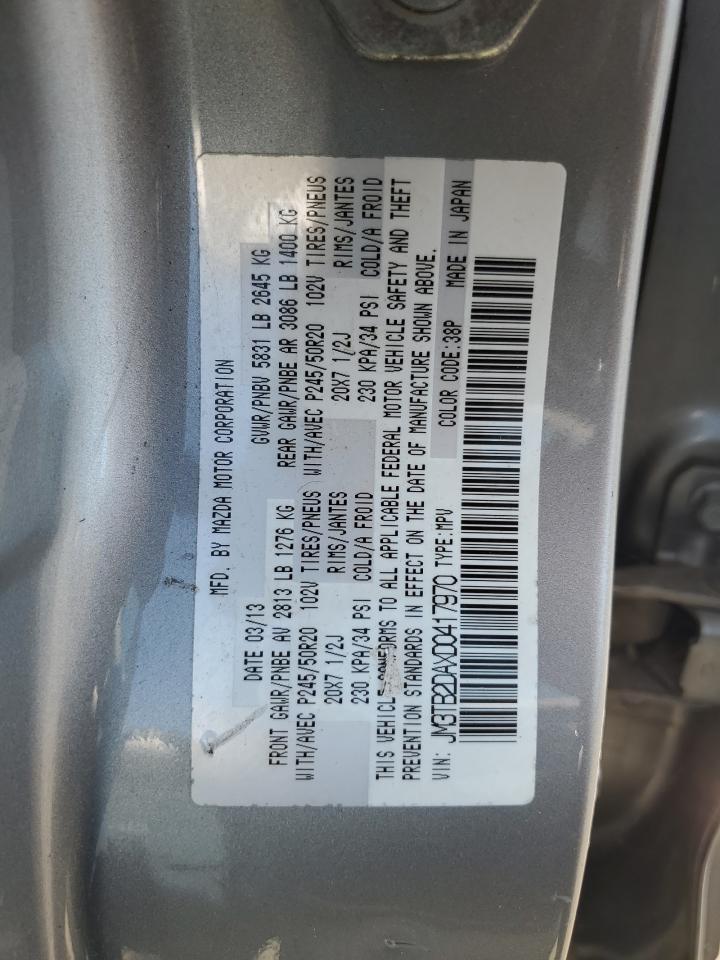 MFD. BY MAZDA MOTOR CORPORATION
DATE 03/13 GVWR/PNBV 5831 LB 2645 KG
FRONT GAWR/PNBE AV 2813 LB 1276 KG REAR GAWR/PNBE AR 3086 LB 1400 KG
WITH/AVEC P245/50R20 102V TIRES/PNEUS WITH/AVEC P245/50R20 102V TIRES/PNEUS
20X7 1/2J RIMS/JANTES 20X7 1/2J RIMS/JANTES
230 KPA/34 PSI COLD/A FROID 230 KPA/34 PSI COLD/A FROID
THIS VEHICLE CONFORMS TO ALL APPLICABLE FEDERAL MOTOR VEHICLE SAFETY AND THEFT
PREVENTION STANDARDS IN EFFECT ON THE DATE OF MANUFACTURE SHOWN ABOVE.
VIN: JM3TB2DAXD0417970 TYPE:MPV COLOR CODE:38P MADE IN JAPAN